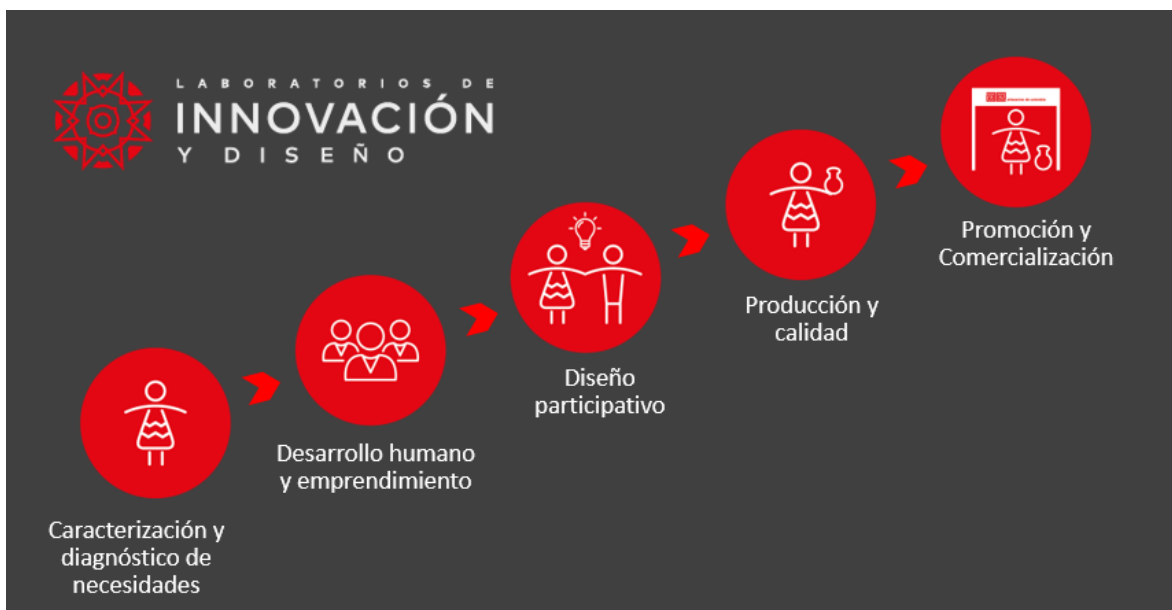 LABORATORIOS DE
INNOVACIÓN
Y DISEÑO
Caracterización y
diagnóstico de
necesidades
Desarrollo humano
y emprendimiento
Diseño
participativo
Producción y
calidad
Promoción y
Comercialización